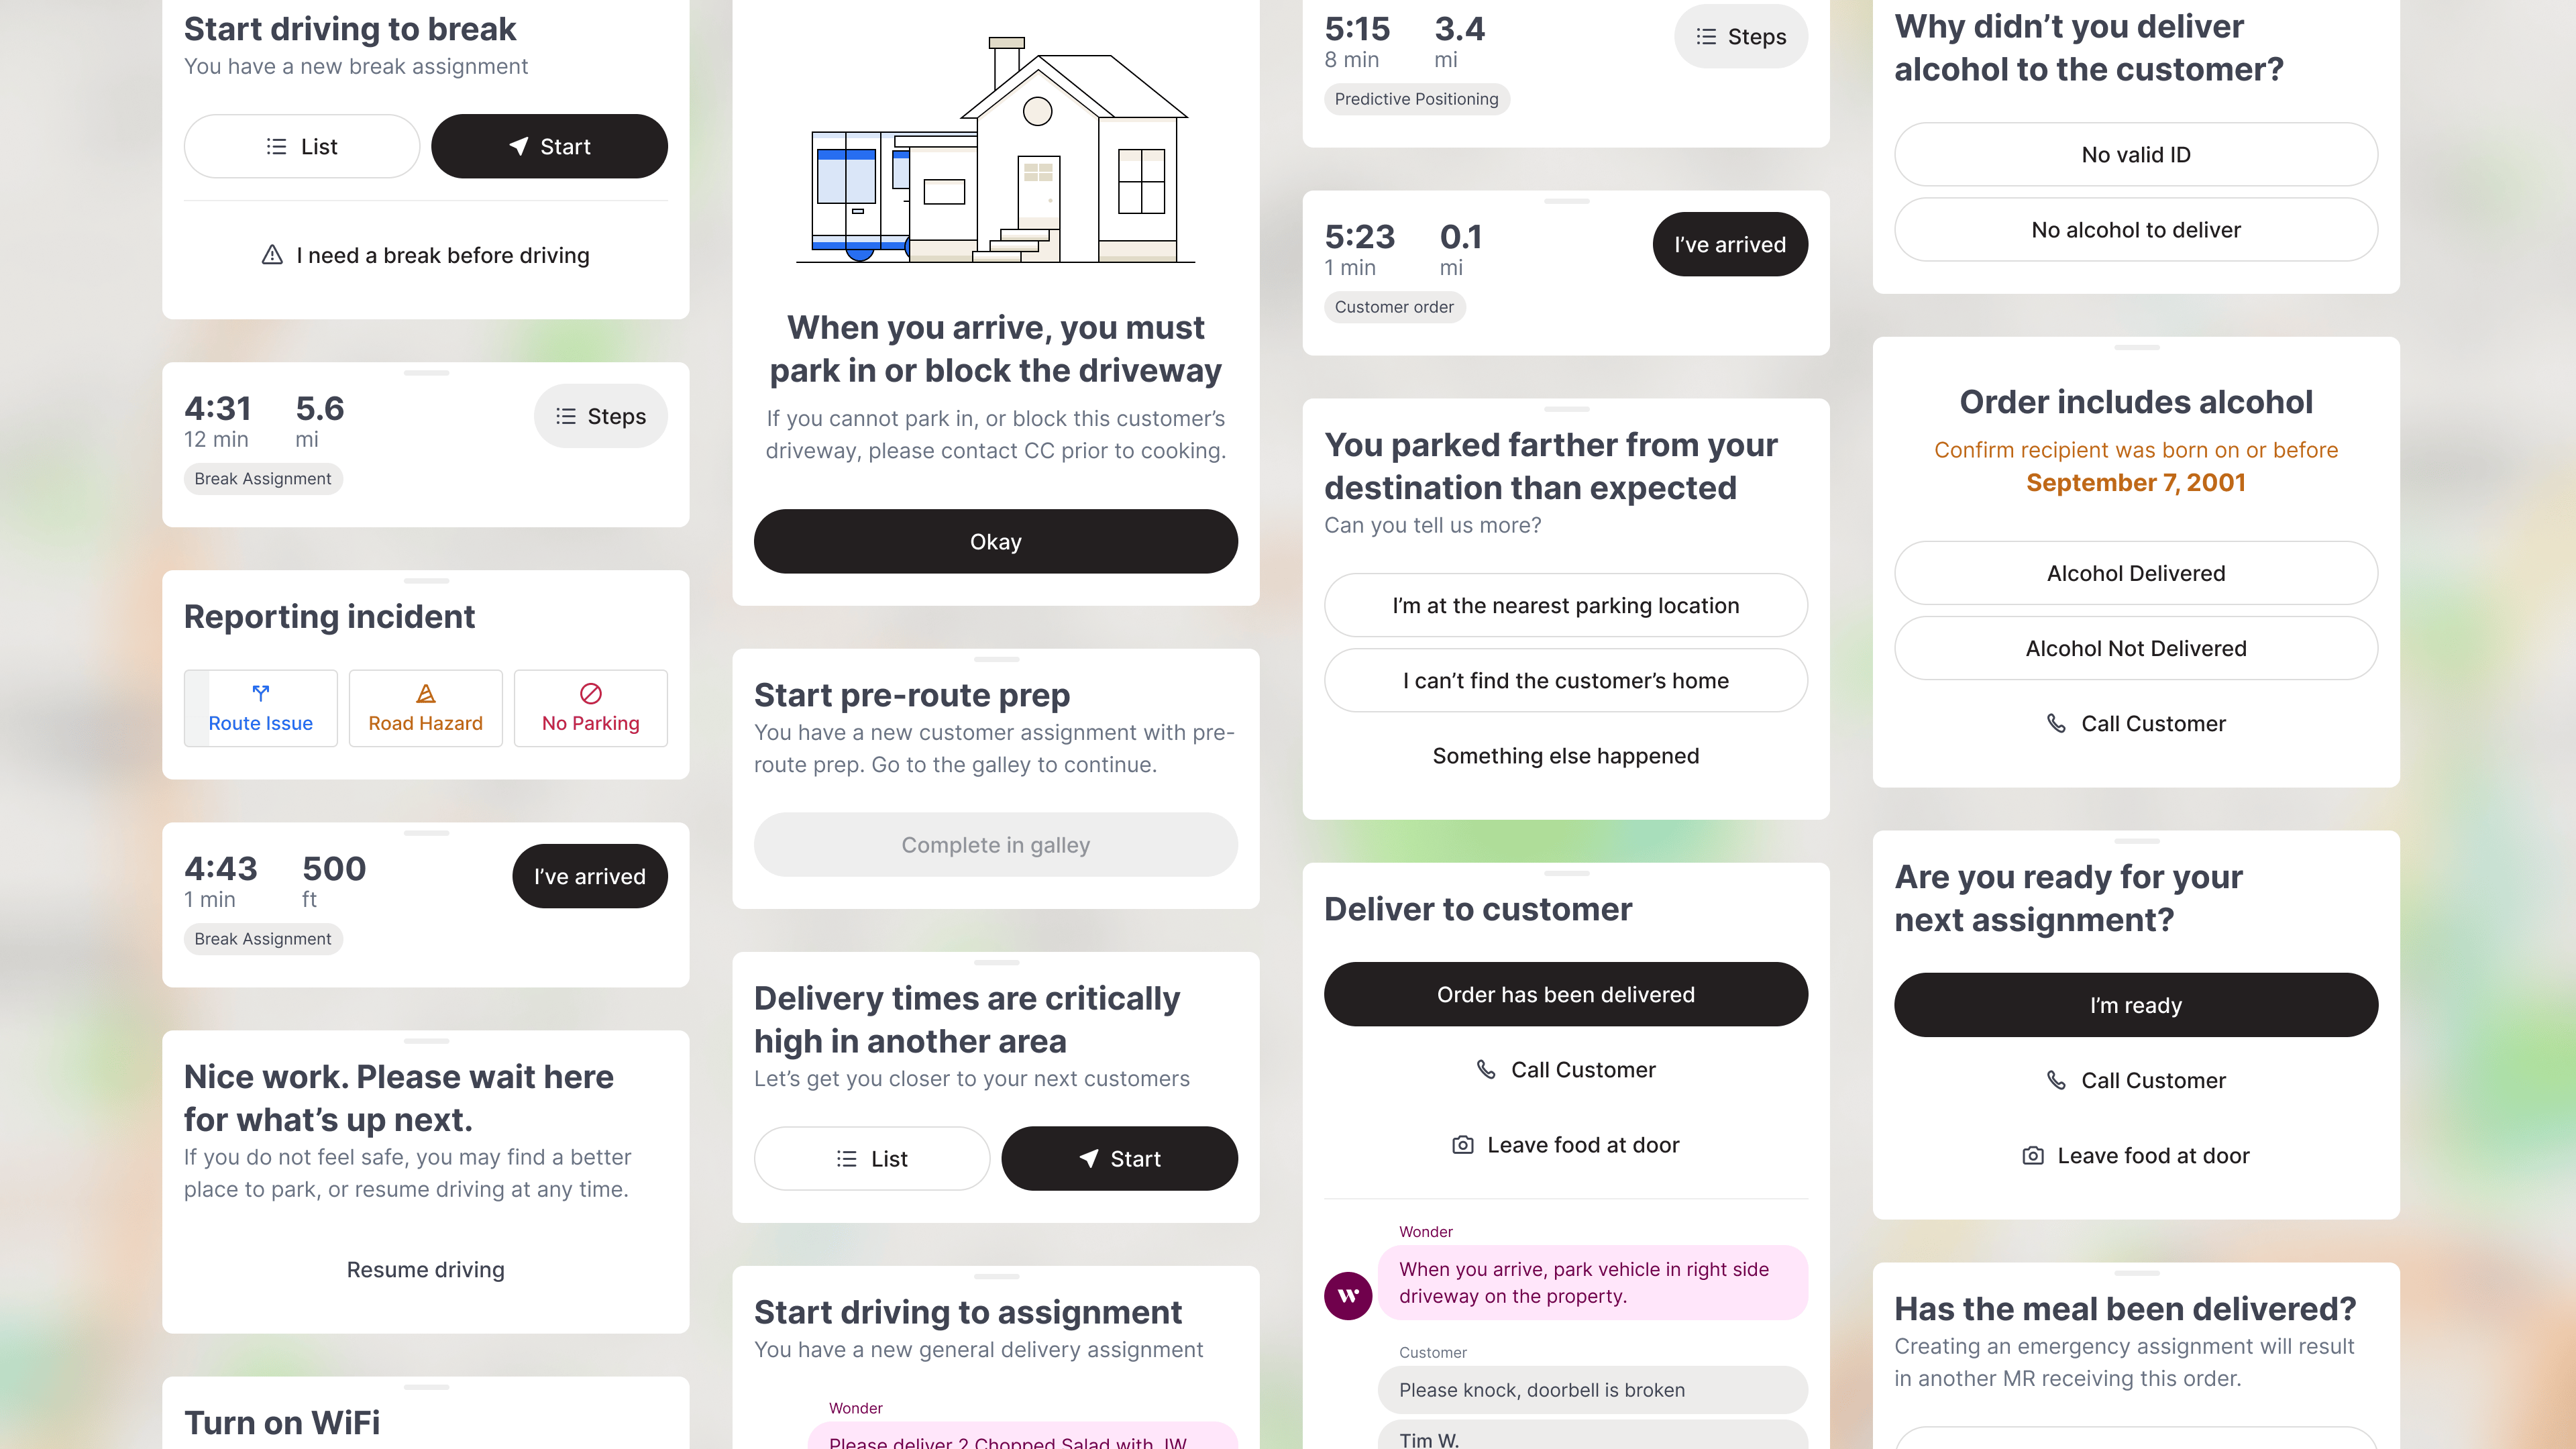 Start driving to break
You have a new break assignment
List
Start
I need a break before driving
4:31
5.6
12 min
mi
Steps
Break Assignment
Reporting incident
Route Issue
Road Hazard
No Parking
4:43
500
1 min
ft
I’ve arrived
Break Assignment
Nice work. Please wait here
for what’s up next.
If you do not feel safe, you may find a better
place to park, or resume driving at any time.
Resume driving
Turn on WiFi
When you arrive, you must
park in or block the driveway
If you cannot park in, or block this customer’s
driveway, please contact CC prior to cooking.
Okay
Start pre-route prep
You have a new customer assignment with pre-
route prep. Go to the galley to continue.
Complete in galley
Delivery times are critically
high in another area
Let’s get you closer to your next customers
List
Start
Start driving to assignment
You have a new general delivery assignment
Wonder
Please deliver 2 Chopped Salad with JW
5:15
3.4
8 min
mi
Steps
Predictive Positioning
5:23
0.1
1 min
mi
I’ve arrived
Customer order
You parked farther from your
destination than expected
Can you tell us more?
I’m at the nearest parking location
I can’t find the customer’s home
Something else happened
Deliver to customer
Order has been delivered
Call Customer
Leave food at door
Wonder
When you arrive, park vehicle in right side
driveway on the property.
Customer
Please knock, doorbell is broken
Tim W.
Why didn’t you deliver
alcohol to the customer?
No valid ID
No alcohol to deliver
Order includes alcohol
Confirm recipient was born on or before
September 7, 2001
Alcohol Delivered
Alcohol Not Delivered
Call Customer
Are you ready for your
next assignment?
I’m ready
Call Customer
Leave food at door
Has the meal been delivered?
Creating an emergency assignment will result
in another MR receiving this order.